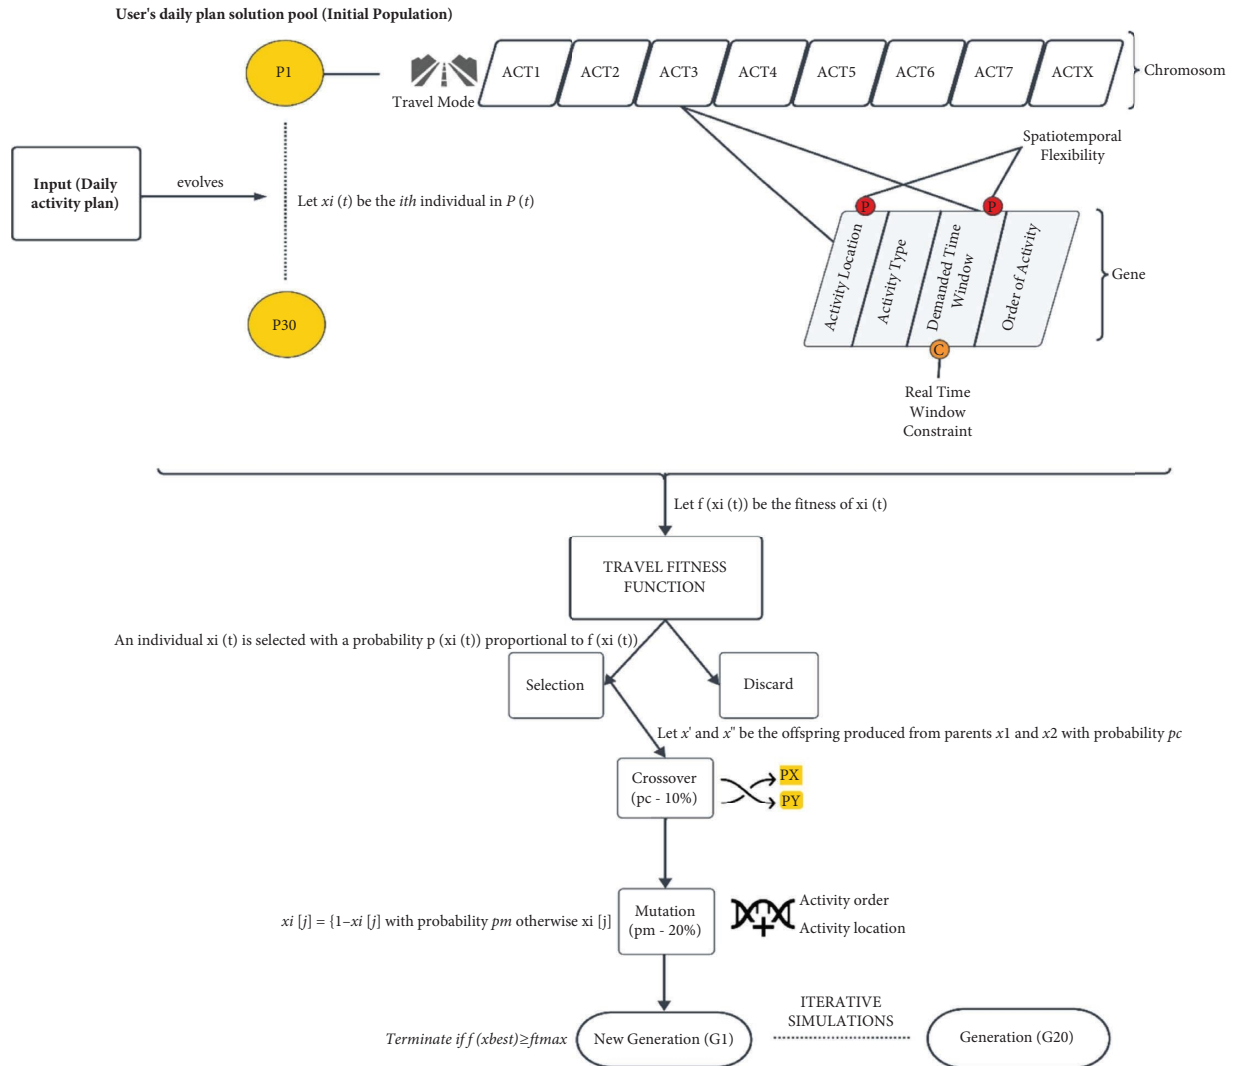 User's daily plan solution pool (Initial Population)
P1
Travel Mode
ACT1
ACT2
ACT3
ACT4
ACT5
ACT6
ACT7
ACTX
Chromosom
Input (Daily
activity plan)
evolves
Let xi (t) be the ith individual in P (t)
P30
Spatiotemporal
Flexibility
P
P
Activity Location
Activity Type
Demanded Time
Window
Order of Activity
Gene
C
Real Time
Window
Constraint
Let f (xi (t)) be the fitness of xi (t)
TRAVEL FITNESS
FUNCTION
An individual xi (t) is selected with a probability p (xi (t)) proportional to f (xi (t))
Selection
Discard
Let x' and x" be the offspring produced from parents x1 and x2 with probability pc
Crossover
(pc - 10%)
PX
PY
Mutation
(pm - 20%)
xi [j] = {1–xi [j] with probability pm otherwise xi [j]
Activity order
Activity location
Terminate if f (xbest)≥ftmax
New Generation (G1)
ITERATIVE
SIMULATIONS
Generation (G20)